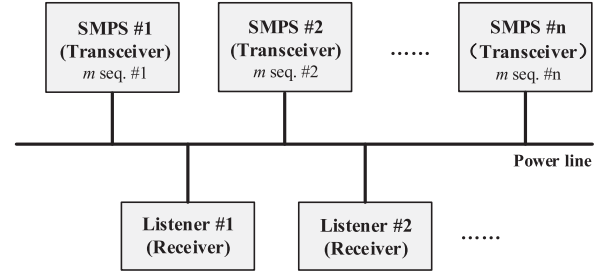 SMPS #1
(Transceiver)
m seq. #1
SMPS #2
(Transceiver)
m seq. #2
……
SMPS #n
（Transceiver）
m seq. #n
Power line
Listener #1
(Receiver)
Listener #2
(Receiver)
……